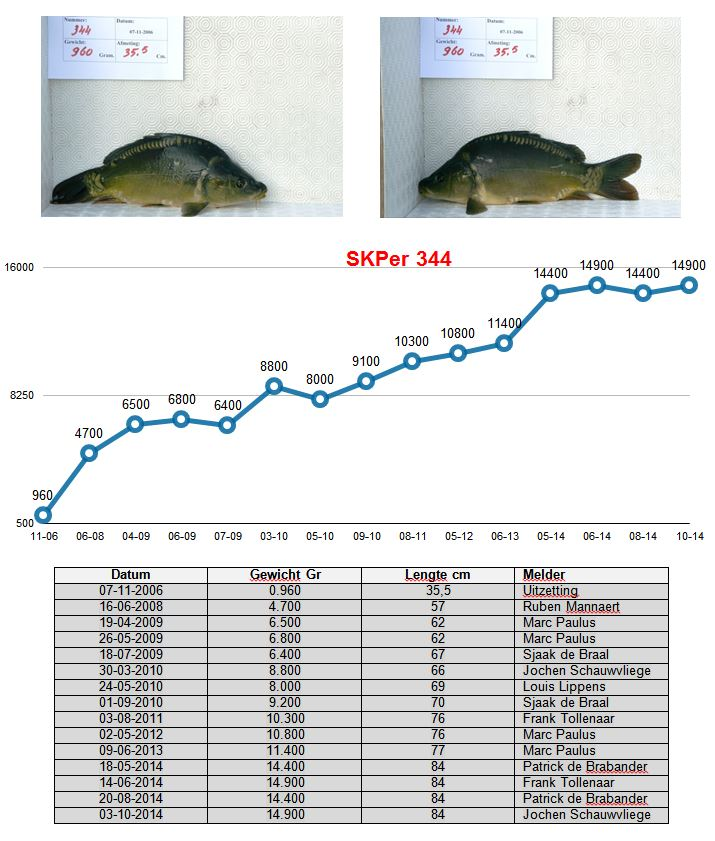 Nummer: Datum:
344 07-11-2006
Gewicht: Afmeting:
960 Gram. 35.5 Cm.
Nummer: Datum:
344 07-11-2006
Gewicht: Afmeting:
960 Gram. 35.5 Cm.
SKPer 344
16000
8250
500
960 4700 6500 6800 6400 8800 8000 9100 10300 10800 11400 14400 14900 14400 14900
11-06 06-08 04-09 06-09 07-09 03-10 05-10 09-10 08-11 05-12 06-13 05-14 06-14 08-14 10-14
Datum Gewicht Gr Lengte cm Melder
07-11-2006 0.960 35,5 Uitzetting
16-06-2008 4.700 57 Ruben Mannaert
19-04-2009 6.500 62 Marc Paulus
26-05-2009 6.800 62 Marc Paulus
18-07-2009 6.400 67 Sjaak de Braal
30-03-2010 8.800 66 Jochen Schauwvliege
24-05-2010 8.000 69 Louis Lippens
01-09-2010 9.200 70 Sjaak de Braal
03-08-2011 10.300 76 Frank Tollenaar
02-05-2012 10.800 76 Marc Paulus
09-06-2013 11.400 77 Marc Paulus
18-05-2014 14.400 84 Patrick de Brabander
14-06-2014 14.900 84 Frank Tollenaar
20-08-2014 14.400 84 Patrick de Brabander
03-10-2014 14.900 84 Jochen Schauwvliege